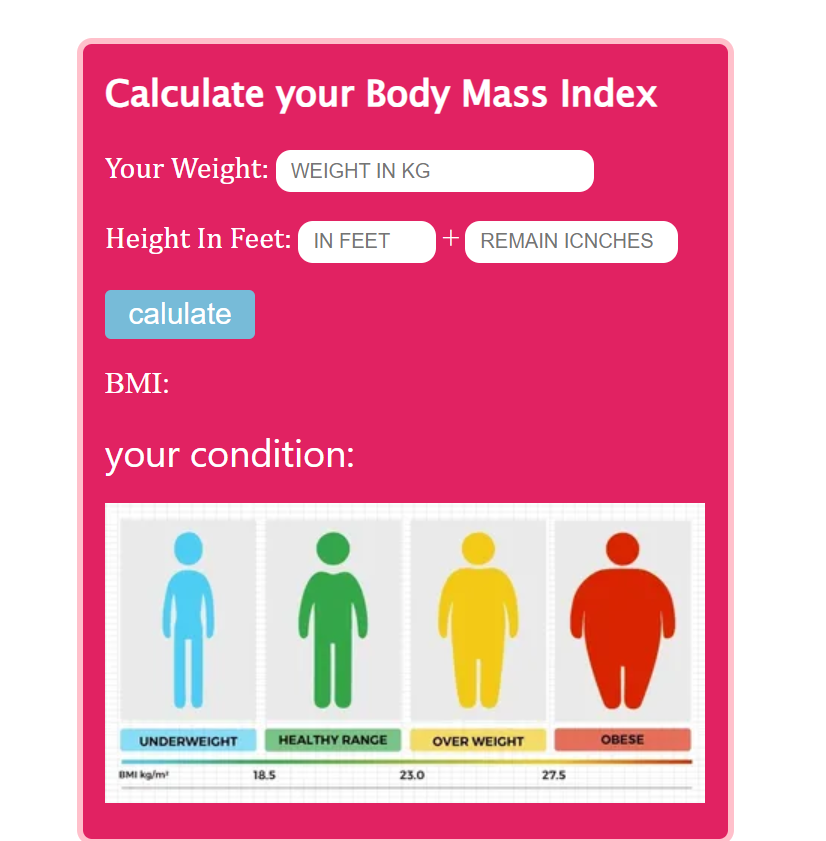 Calculate your Body Mass Index
Your Weight: WEIGHT IN KG
Height In Feet: IN FEET + REMAIN ICNCHES
calulate
BMI:
your condition:
UNDERWEIGHT HEALTHY RANGE OVER WEIGHT OBESE
BMI kg/m² 18.5 23.0 27.5